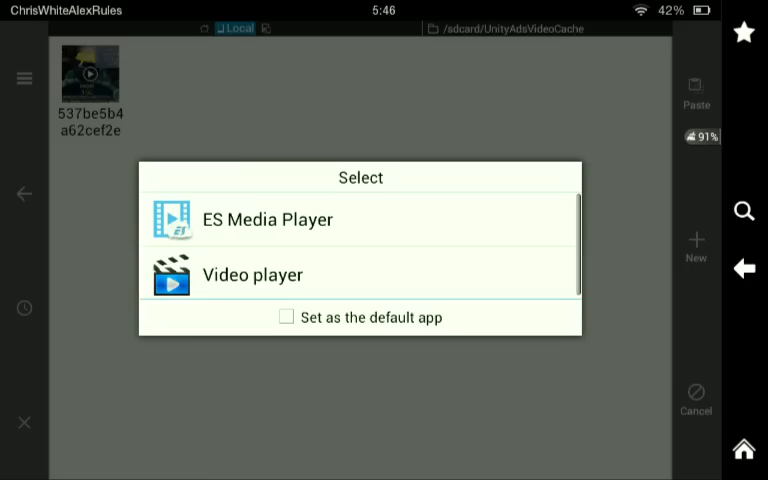 ChrisWhiteAlexRules
5:46
42%
Local
/sdcard/UnityAdsVideoCache
537be5b4
a62cef2e
Paste
91%
New
Cancel
Select
ES Media Player
Video player
Set as the default app